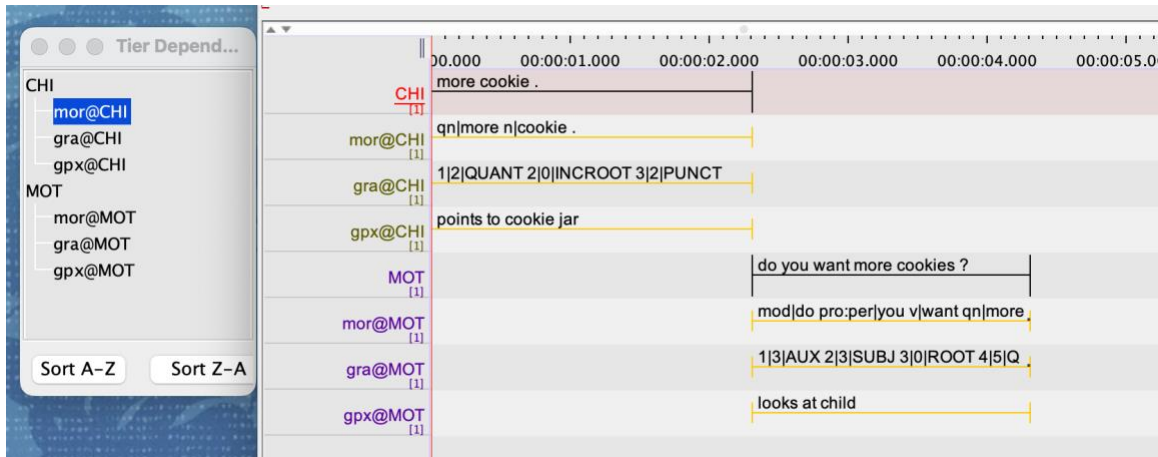 Tier Depend...
CHI
mor@CHI
gra@CHI
gpx@CHI
MOT
mor@MOT
gra@MOT
gpx@MOT
Sort A-Z Sort Z-A
00.000 00:00:01.000 00:00:02.000 00:00:03.000 00:00:04.000 00:00:05.0
CHI more cookie .
[1]
mor@CHI qn|more n|cookie .
[1]
gra@CHI 1|2|QUANT 2|0|INCROOT 3|2|PUNCT
[1]
gpx@CHI points to cookie jar
[1]
MOT do you want more cookies ?
[1]
mor@MOT mod|do pro:per|you v|want qn|more
[1]
gra@MOT 1|3|AUX 2|3|SUBJ 3|0|ROOT 4|5|Q
[1]
gpx@MOT looks at child
[1]